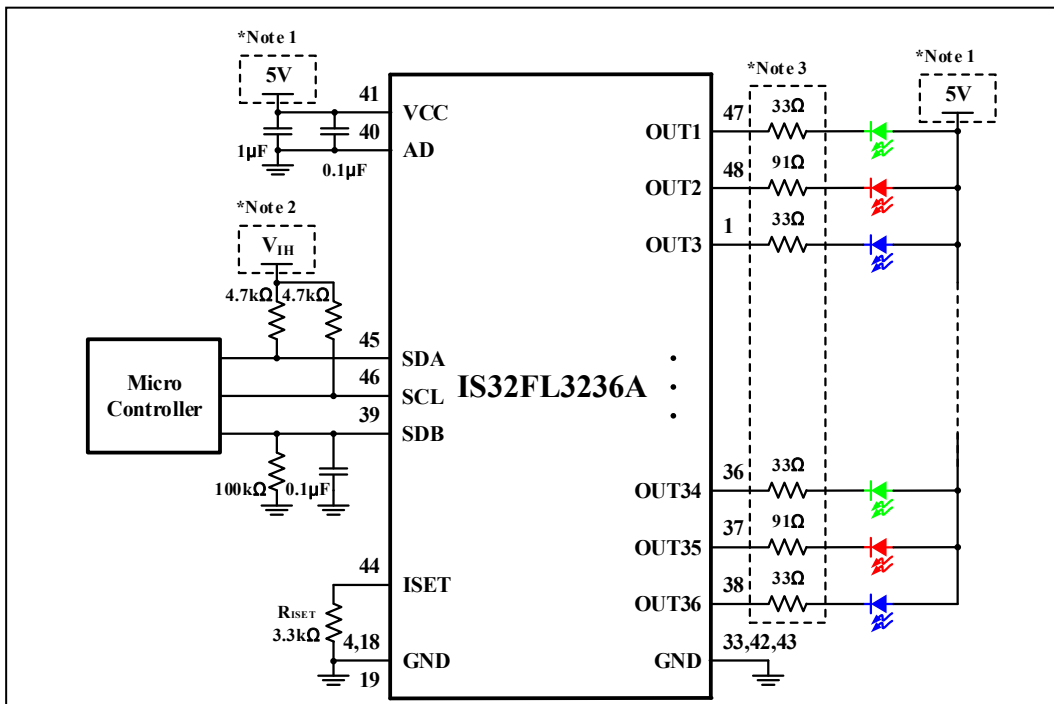 *Note 1
5V
41
VCC
40
AD
1μF
0.1μF
*Note 2
VIH
4.7kΩ 4.7kΩ
45
SDA
46
SCL
39
SDB
Micro
Controller
100kΩ
0.1μF
44
ISET
RISET
3.3kΩ
4,18
GND
19
IS32FL3236A
*Note 3
*Note 1
5V
47
33Ω
OUT1
48
91Ω
OUT2
1
33Ω
OUT3
36
33Ω
OUT34
37
91Ω
OUT35
38
33Ω
OUT36
33,42,43
GND